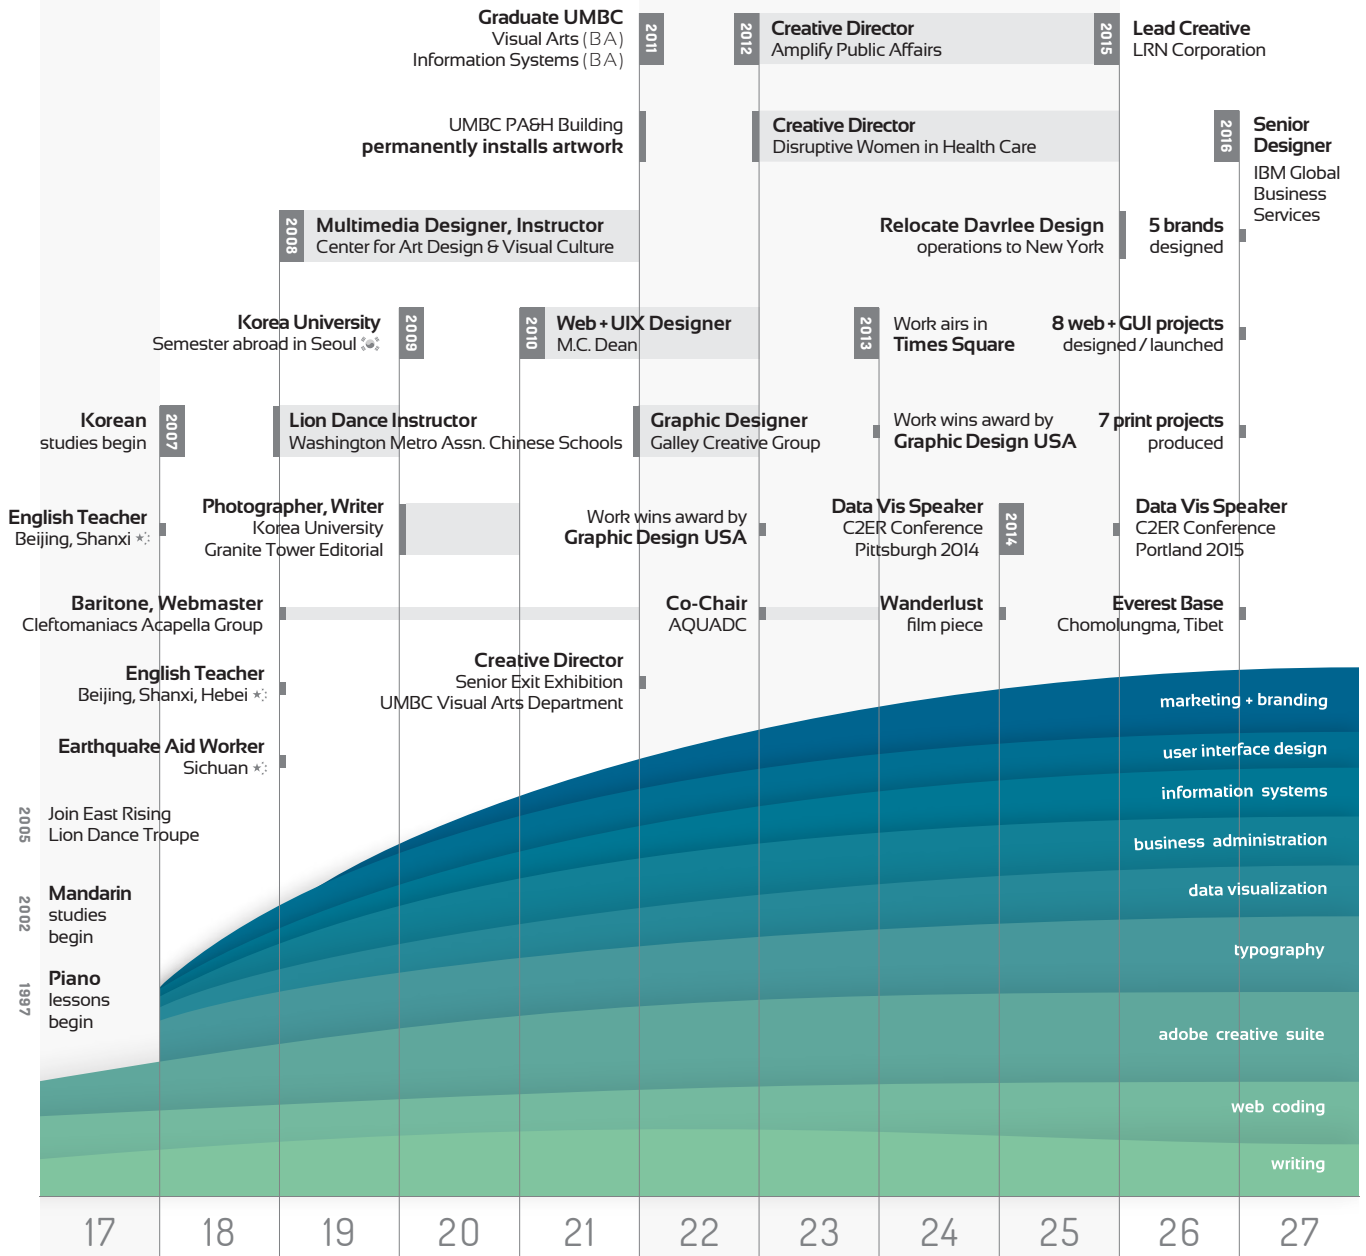 Graduate UMBC
Visual Arts (BA)
Information Systems (BA)
2011
2012
Creative Director
Amplify Public Affairs
2015
Lead Creative
LRN Corporation
UMBC PA&H Building
permanently installs artwork
Creative Director
Disruptive Women in Health Care
2016
Senior
Designer
IBM Global
Business
Services
2008
Multimedia Designer, Instructor
Center for Art Design & Visual Culture
Relocate Davrlee Design
operations to New York
5 brands
designed
Korea University
Semester abroad in Seoul
2009
2010
Web + UIX Designer
M.C. Dean
2013
Work airs in
Times Square
8 web + GUI projects
designed / launched
Korean
studies begin
2007
Lion Dance Instructor
Washington Metro Assn. Chinese Schools
Graphic Designer
Galley Creative Group
Work wins award by
Graphic Design USA
7 print projects
produced
English Teacher
Beijing, Shanxi
Photographer, Writer
Korea University
Granite Tower Editorial
Work wins award by
Graphic Design USA
Data Vis Speaker
C2ER Conference
Pittsburgh 2014
2014
Data Vis Speaker
C2ER Conference
Portland 2015
Baritone, Webmaster
Cleftomaniacs Acapella Group
Co-Chair
AQUADC
Wanderlust
film piece
Everest Base
Chomolungma, Tibet
English Teacher
Beijing, Shanxi, Hebei
Creative Director
Senior Exit Exhibition
UMBC Visual Arts Department
Earthquake Aid Worker
Sichuan
2005
Join East Rising
Lion Dance Troupe
2002
Mandarin
studies
begin
1997
Piano
lessons
begin
marketing + branding
user interface design
information systems
business administration
data visualization
typography
adobe creative suite
web coding
writing
17 18 19 20 21 22 23 24 25 26 27